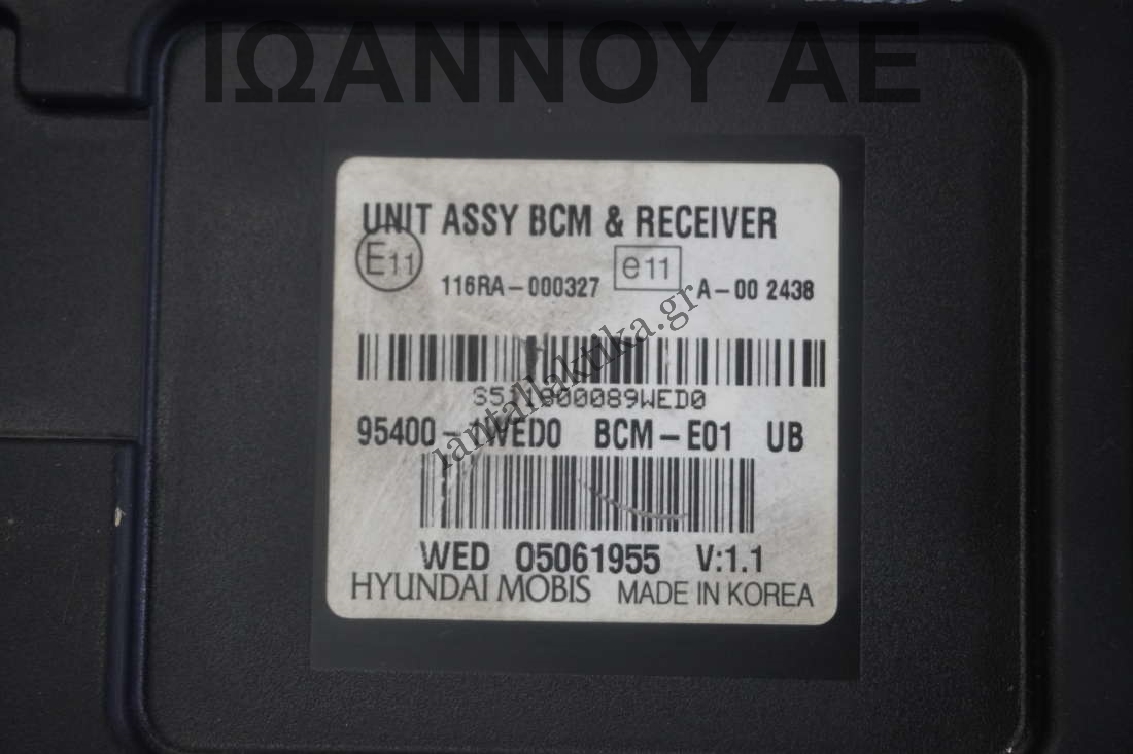 ΙΩΑΝΝΟΥ ΑΕ
UNIT ASSY BCM & RECEIVER
E11 116RA-000327 e11 A-00 2438
95400-1WED0 BCM-E01 UB
WED 05061955 V:1.1
HYUNDAI MOBIS MADE IN KOREA
iantallaktika.gr